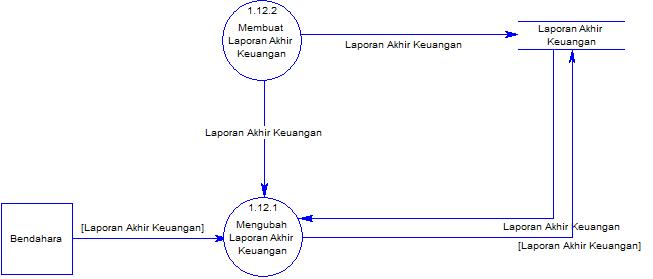 1.12.2
Membuat
Laporan Akhir
Keuangan
Laporan Akhir Keuangan
Laporan Akhir
Keuangan
Laporan Akhir Keuangan
Bendahara
[Laporan Akhir Keuangan]
1.12.1
Mengubah
Laporan Akhir
Keuangan
Laporan Akhir Keuangan
[Laporan Akhir Keuangan]